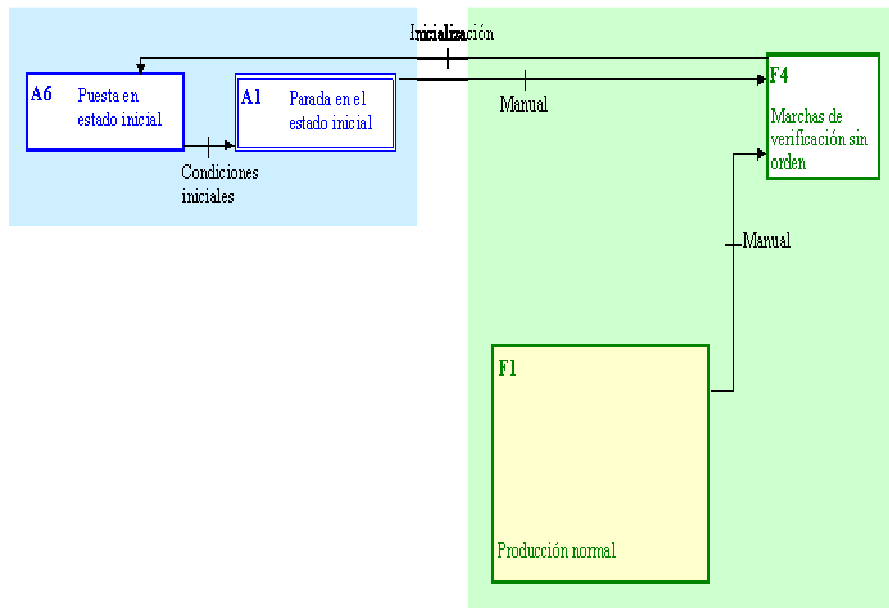 Inicialización
A6 Puesta en
estado inicial
A1 Parada en el
estado inicial
Manual
F4
Marchas de
verificación sin
orden
Condiciones
iniciales
Manual
F1
Producción normal